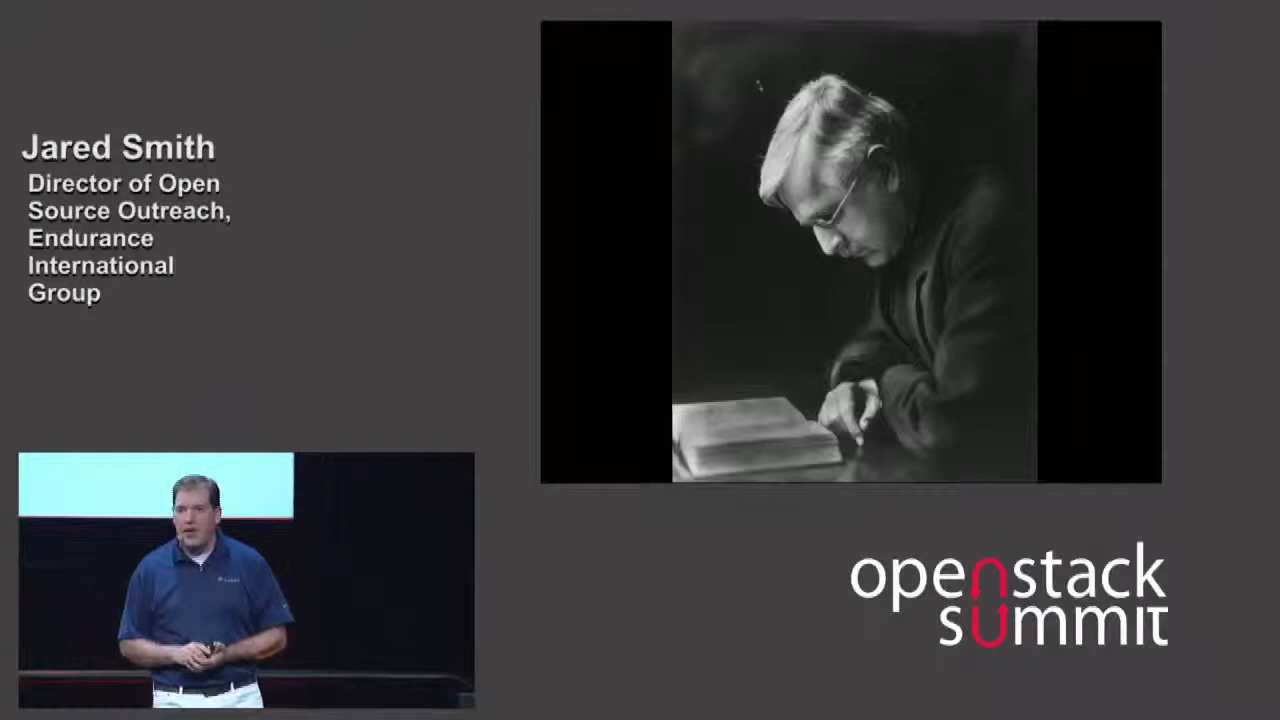 Jared Smith
Director of Open
Source Outreach,
Endurance
International
Group
openstack
summit